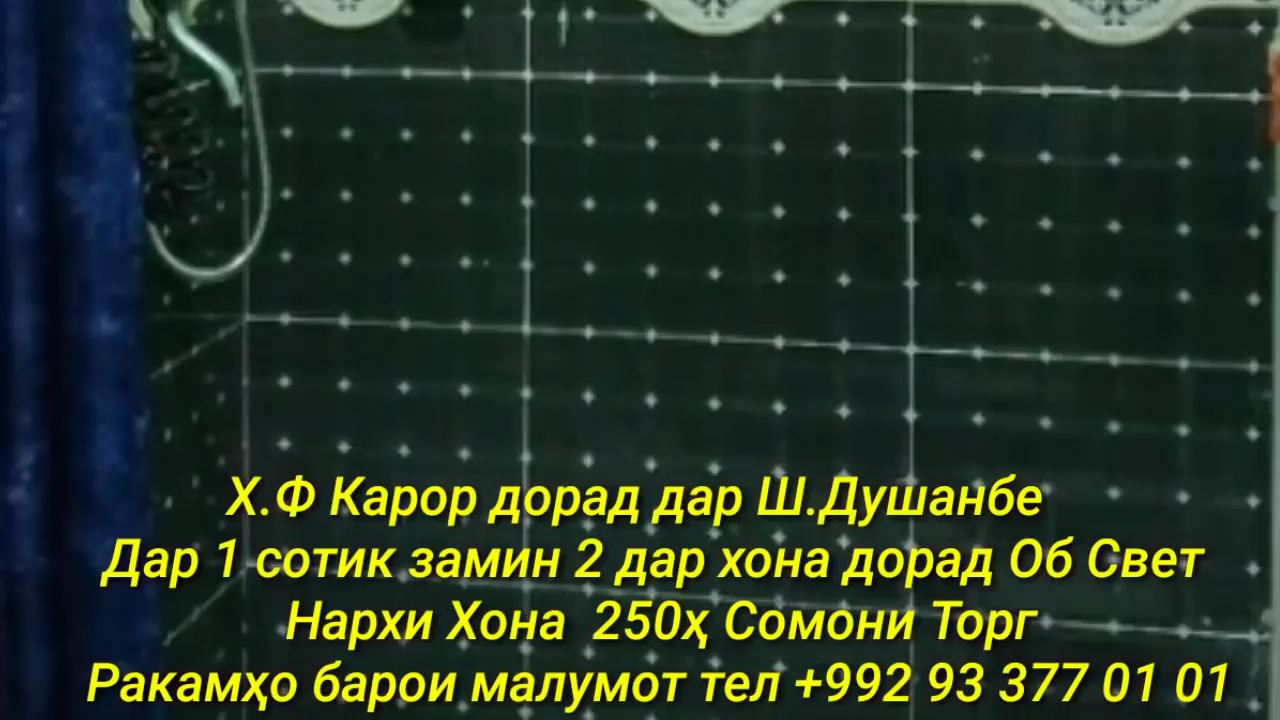 Х.Ф Карор дорад дар Ш.Душанбе
Дар 1 сотик замин 2 дар хона дорад Об Свет
Нархи Хона 250ҳ Сомони Торг
Ракамҳо барои малумот тел +992 93 377 01 01